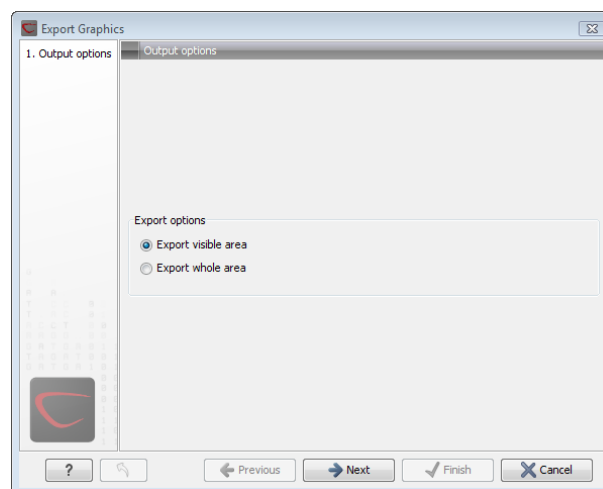 Export Graphics
1. Output options
Output options
Export options
Export visible area
Export whole area
?
Previous
Next
Finish
Cancel